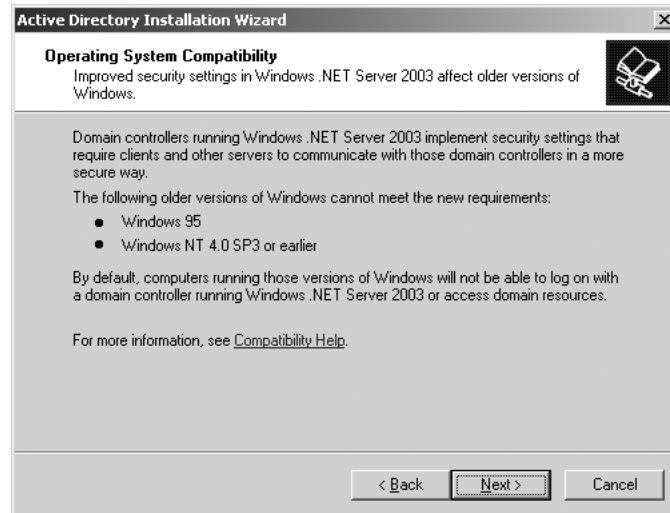 Active Directory Installation Wizard
Operating System Compatibility
Improved security settings in Windows .NET Server 2003 affect older versions of
Windows.
Domain controllers running Windows .NET Server 2003 implement security settings that
require clients and other servers to communicate with those domain controllers in a more
secure way.
The following older versions of Windows cannot meet the new requirements:
● Windows 95
● Windows NT 4.0 SP3 or earlier
By default, computers running those versions of Windows will not be able to log on with
a domain controller running Windows .NET Server 2003 or access domain resources.
For more information, see Compatibility Help.
< Back Next > Cancel